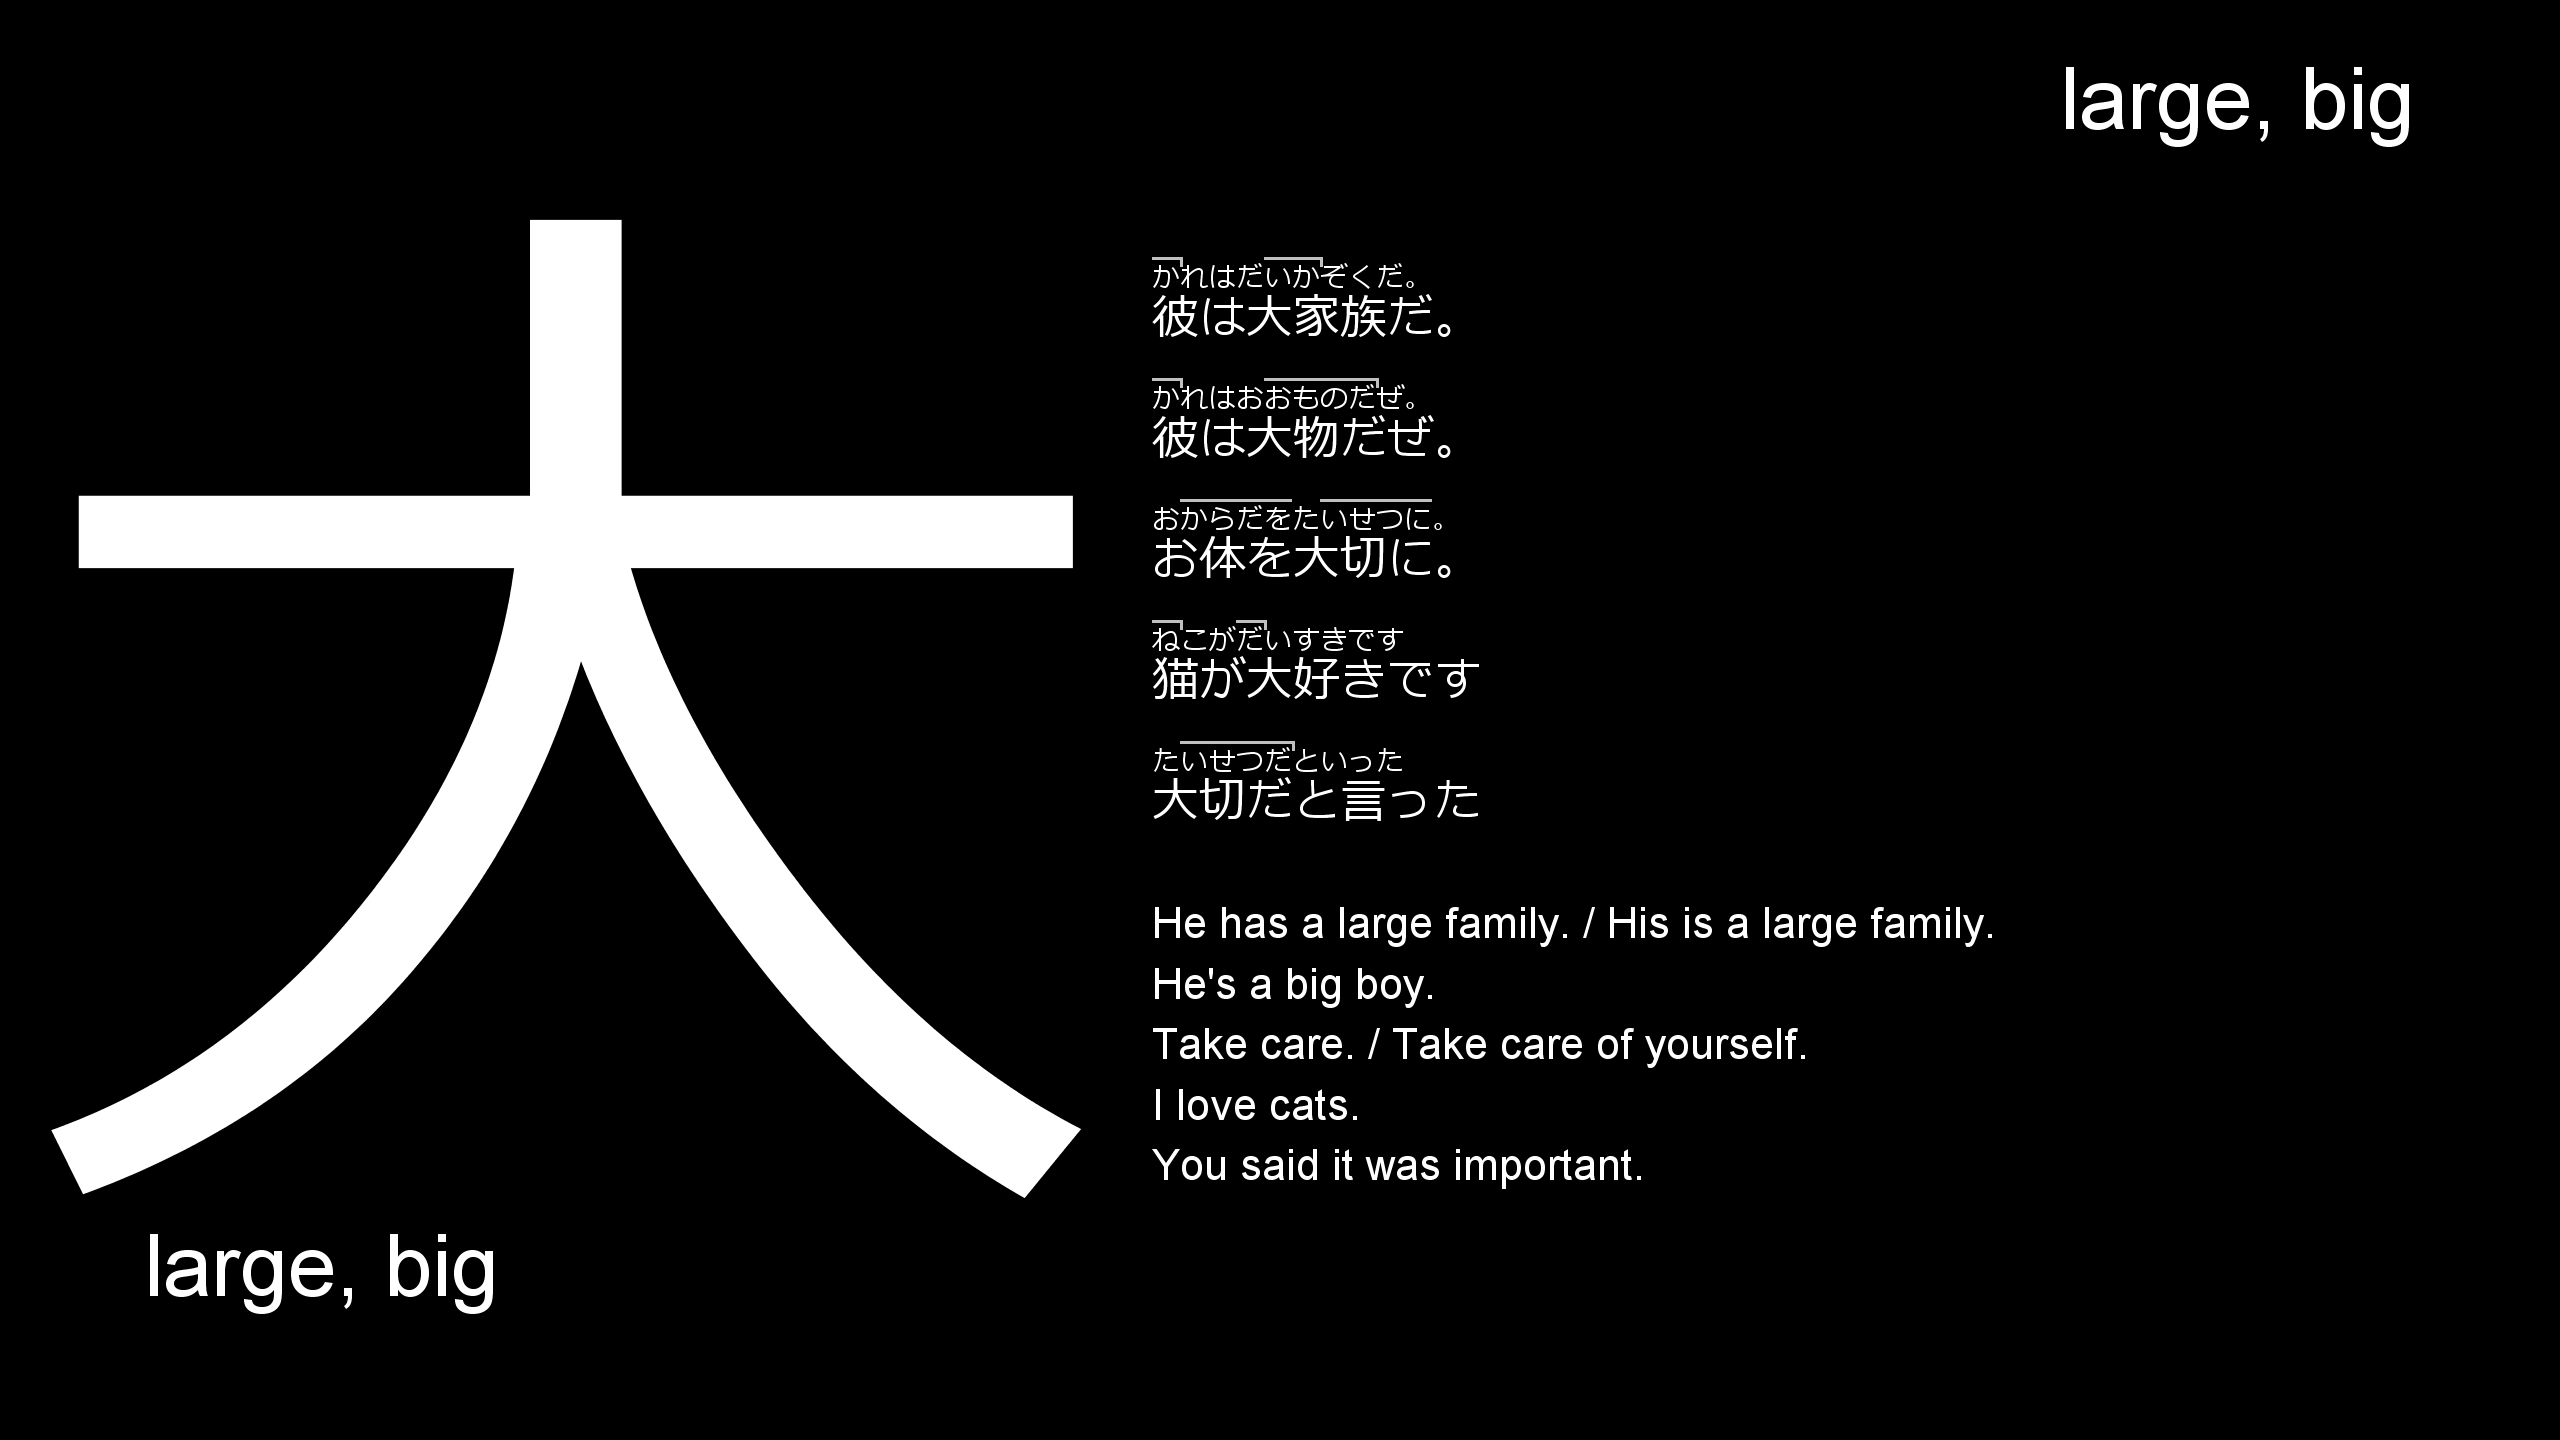 large, big
大
かれはだいかぞくだ。
彼は大家族だ。
かれはおおものだぜ。
彼は大物だぜ。
おからだをたいせつに。
お体を大切に。
ねこがだいすきです
猫が大好きです
たいせつだといった
大切だと言った
He has a large family. / His is a large family.
He's a big boy.
Take care. / Take care of yourself.
I love cats.
You said it was important.
large, big